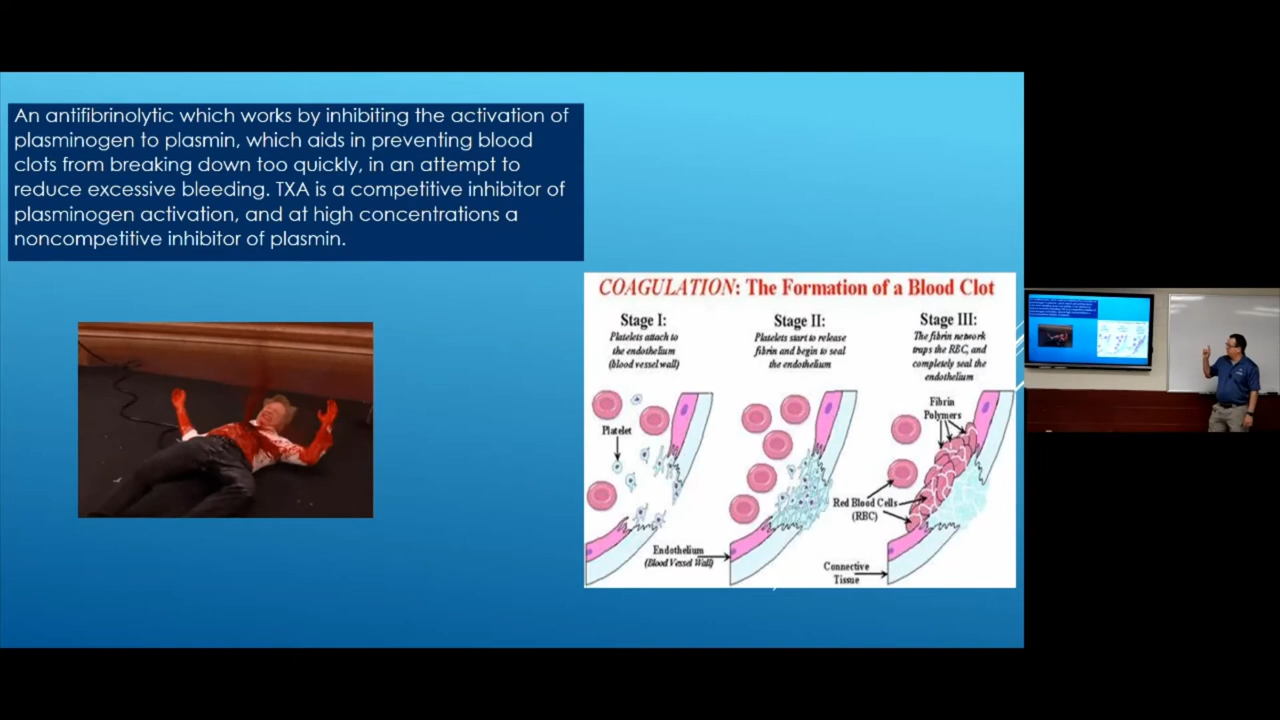 An antifibrinolytic which works by inhibiting the activation of
plasminogen to plasmin, which aids in preventing blood
clots from breaking down too quickly, in an attempt to
reduce excessive bleeding. TXA is a competitive inhibitor of
plasminogen activation, and at high concentrations a
noncompetitive inhibitor of plasmin.
COAGULATION: The Formation of a Blood Clot
Stage I:
Platelets attach to
the endothelium
(blood vessel wall)
Stage II:
Platelets start to release
fibrin and begin to seal
the endothelium
Stage III:
The fibrin network
traps the RBC, and
completely seal the
endothelium
Platelet
Fibrin
Polymers
Red Blood Cells
(RBC)
Endothelium
(Blood Vessel Wall)
Connective
Tissue